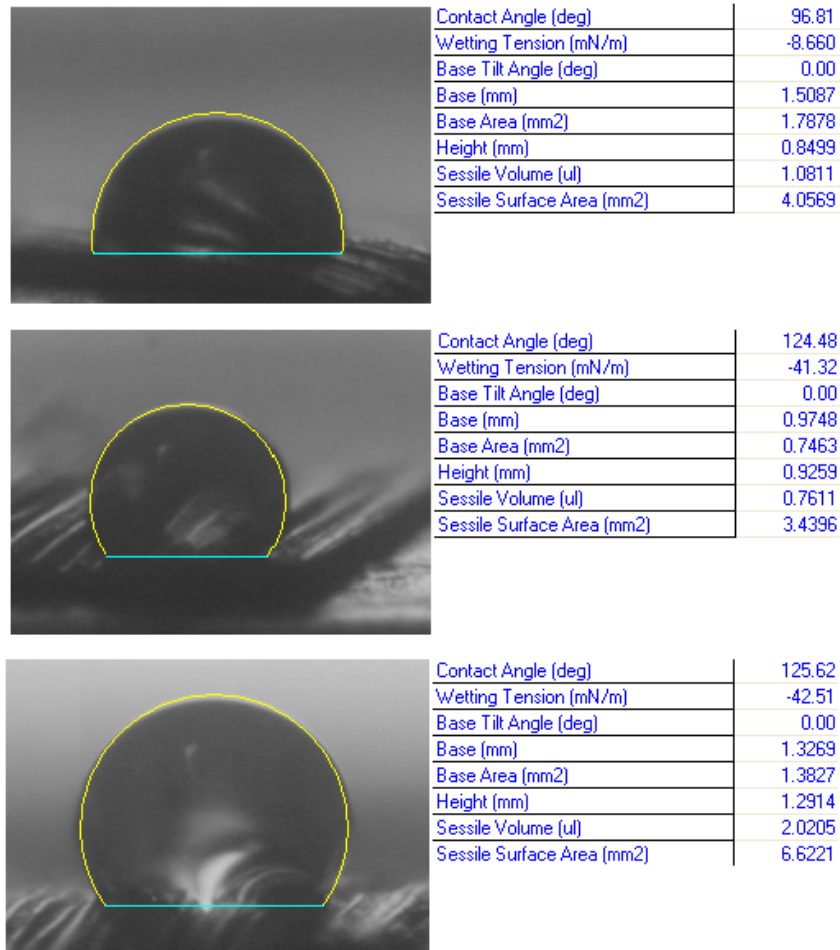 Contact Angle (deg) 96.81
Wetting Tension (mN/m) -8.660
Base Tilt Angle (deg) 0.00
Base (mm) 1.5087
Base Area (mm2) 1.7878
Height (mm) 0.8499
Sessile Volume (ul) 1.0811
Sessile Surface Area (mm2) 4.0569
Contact Angle (deg) 124.48
Wetting Tension (mN/m) -41.32
Base Tilt Angle (deg) 0.00
Base (mm) 0.9748
Base Area (mm2) 0.7463
Height (mm) 0.9259
Sessile Volume (ul) 0.7611
Sessile Surface Area (mm2) 3.4396
Contact Angle (deg) 125.62
Wetting Tension (mN/m) -42.51
Base Tilt Angle (deg) 0.00
Base (mm) 1.3269
Base Area (mm2) 1.3827
Height (mm) 1.2914
Sessile Volume (ul) 2.0205
Sessile Surface Area (mm2) 6.6221